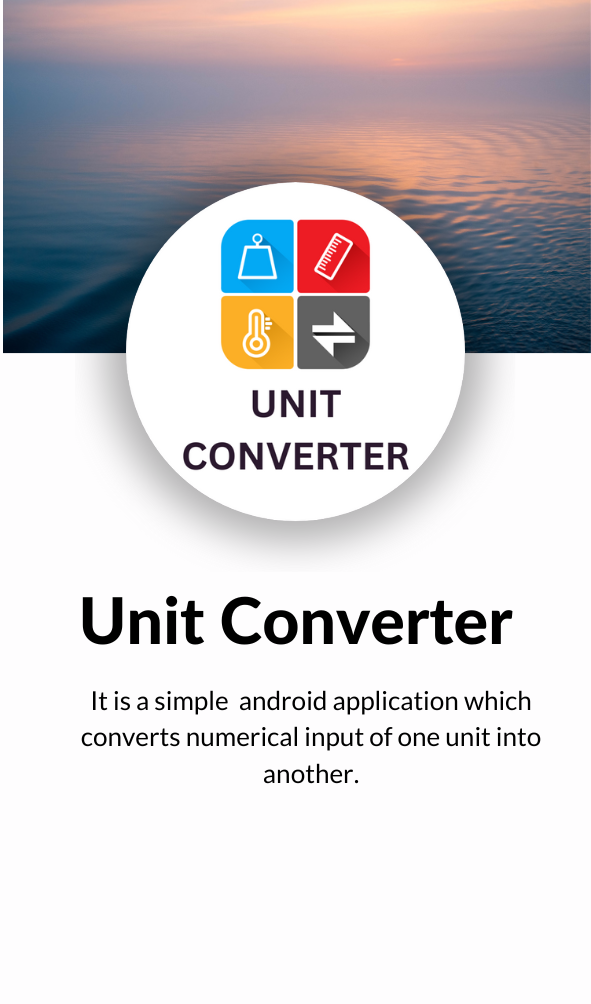 UNIT
CONVERTER
Unit Converter
It is a simple  android application which
converts numerical input of one unit into
another.